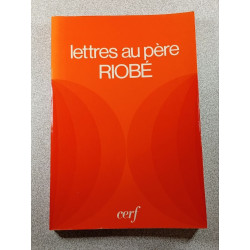 lettres au père
RIOBÉ
cerf